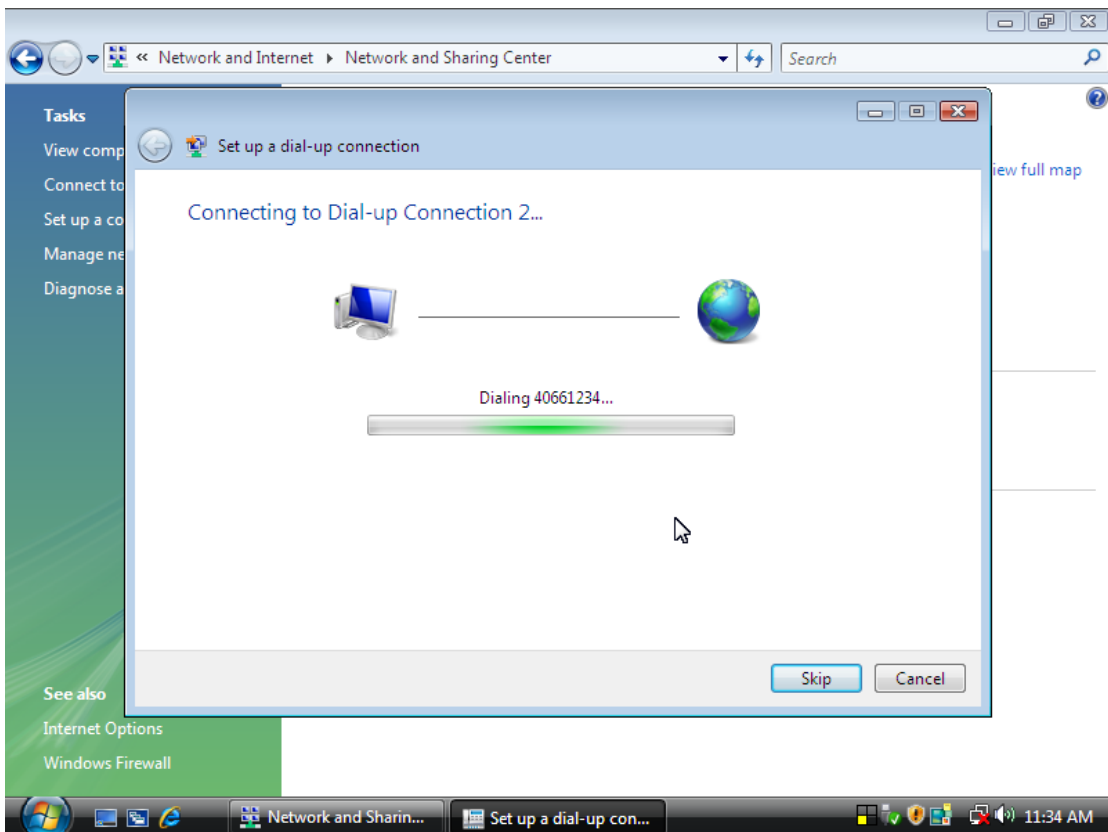 « Network and Internet Network and Sharing Center
Search
Tasks
View comp
Connect to
Set up a co
Manage ne
Diagnose a
iew full map
Set up a dial-up connection
Connecting to Dial-up Connection 2...
Dialing 40661234...
Skip
Cancel
See also
Internet Options
Windows Firewall
Network and Sharin...
Set up a dial-up con...
11:34 AM